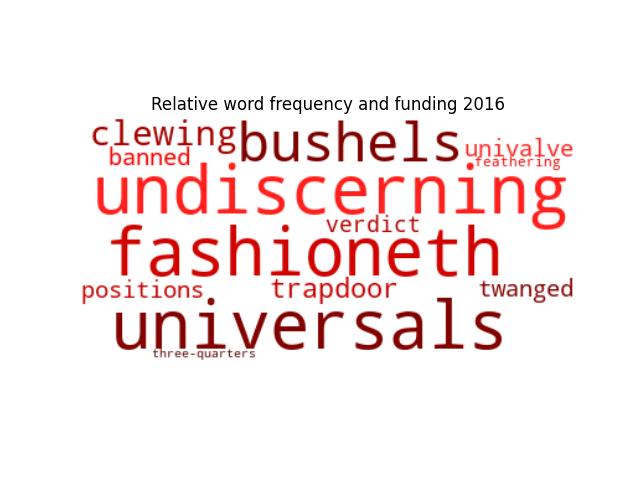 Relative word frequency and funding 2016
clewing bushels univalve
banned feathering
undiscerning
verdict
fashioneth
positions trapdoor twanged
universals
three-quarters